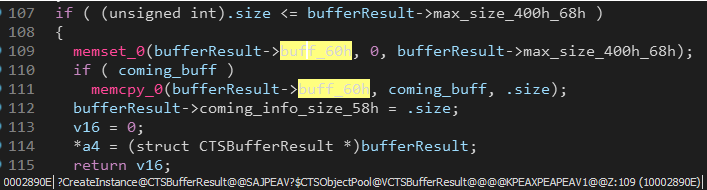 107 if ( (unsigned int).size <= bufferResult->max_size_400h_68h )
108 {
109 memset_0(bufferResult->buff_60h, 0, bufferResult->max_size_400h_68h);
110 if ( coming_buff )
111 memcpy_0(bufferResult->buff_60h, coming_buff, .size);
112 bufferResult->coming_info_size_58h = .size;
113 v16 = 0;
114 *a4 = (struct CTSBufferResult *)bufferResult;
115 return v16;
0002890E ?CreateInstance@CTSBufferResult@@SAJPEAV?$CTSObjectPool@VCTSBufferResult@@@@KPEAXPEAPEAV1@@Z:109 (10002890E)